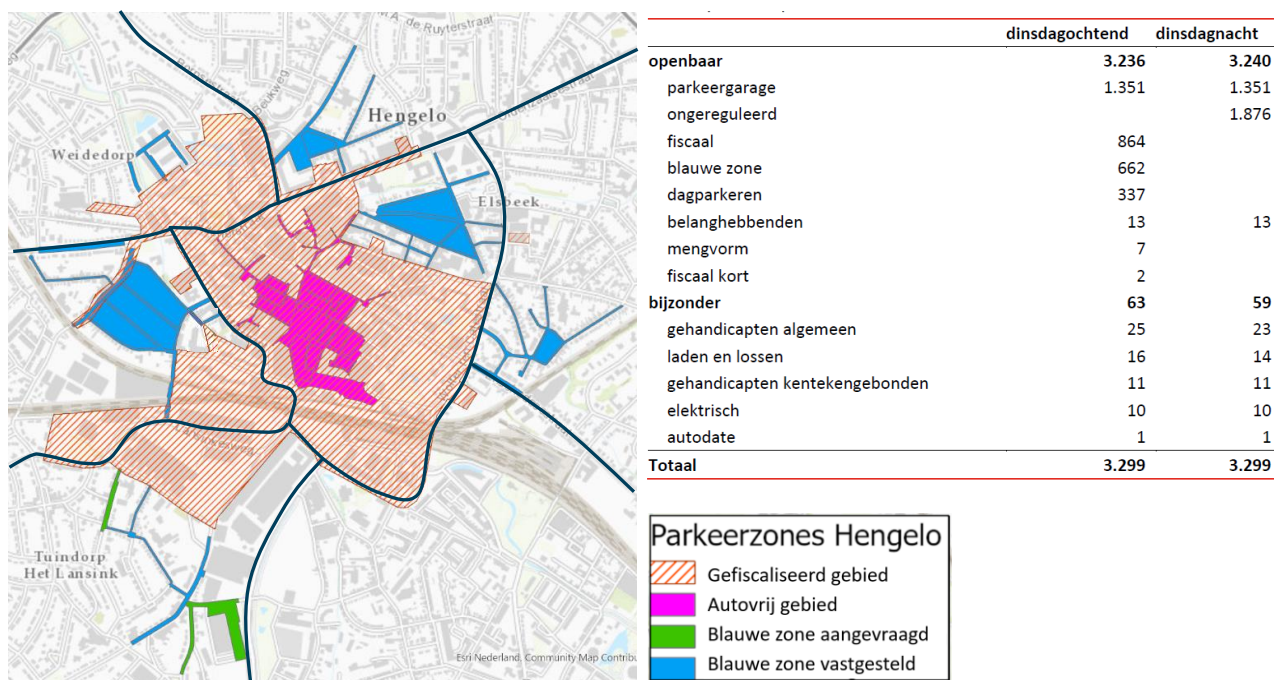 M.A. de Ruyterstraat
Beukweg
Hengelo
Weidedorp
Elsbeek
Tuindorp
Het Lansink
Esri Nederland, Community Map Contribu
dinsdagochtend dinsdagnacht
openbaar 3.236 3.240
parkeergarage 1.351 1.351
ongereguleerd 1.876
fiscaal 864
blauwe zone 662
dagparkeren 337
belanghebbenden 13 13
mengvorm 7
fiscaal kort 2
bijzonder 63 59
gehandicapten algemeen 25 23
laden en lossen 16 14
gehandicapten kentekengebonden 11 11
elektrisch 10 10
autodate 1 1
Totaal 3.299 3.299
Parkeerzones Hengelo
Gefiscaliseerd gebied
Autovrij gebied
Blauwe zone aangevraagd
Blauwe zone vastgesteld